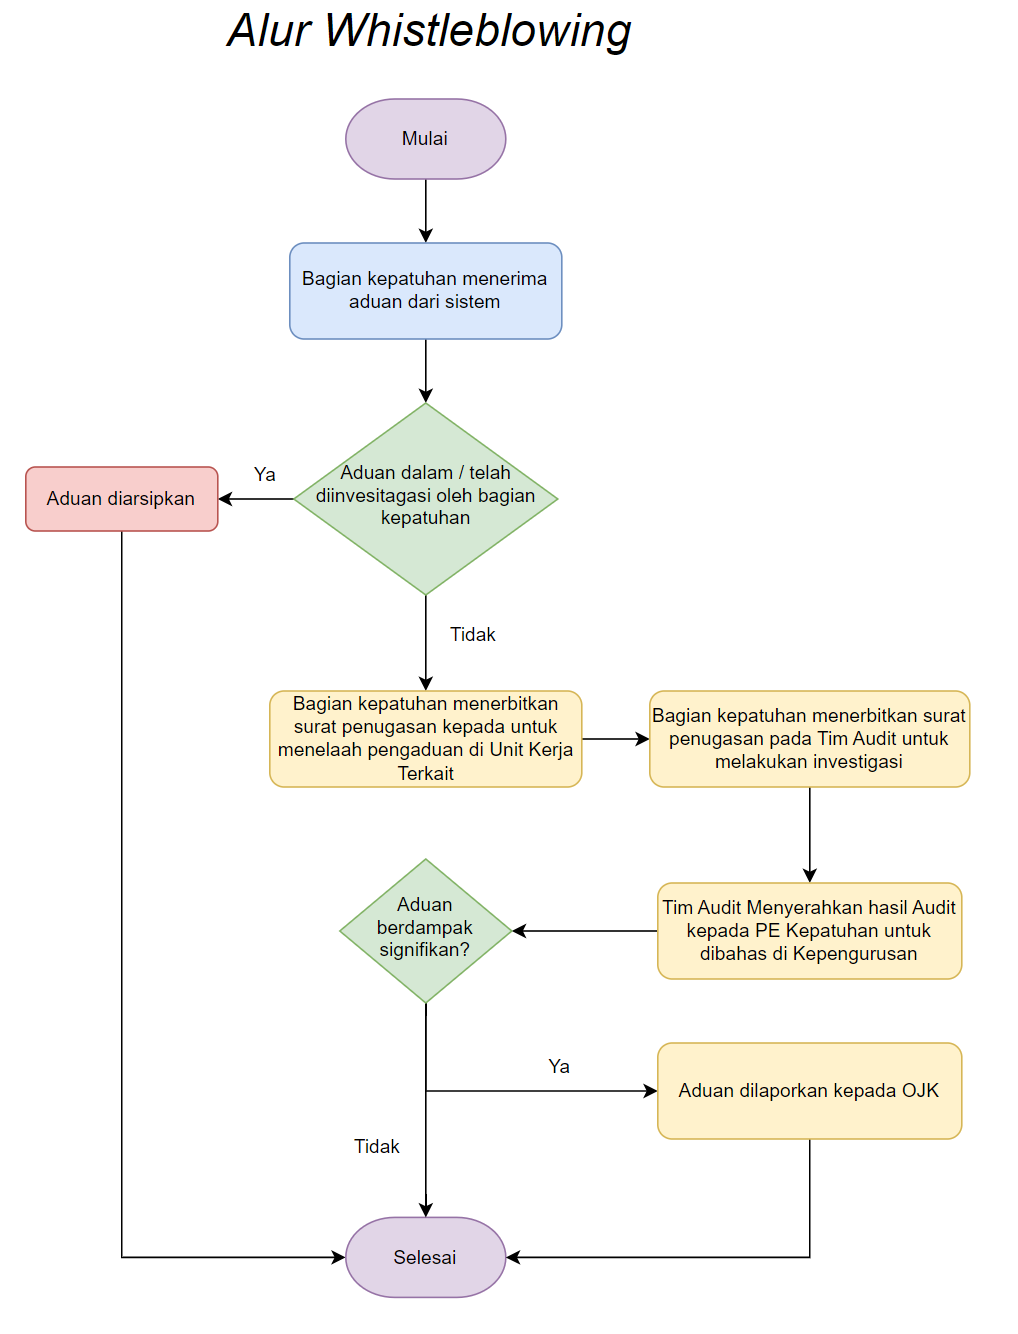 Alur Whistleblowing
Mulai
Bagian kepatuhan menerima
aduan dari sistem
Aduan dalam / telah
diinvesitagasi oleh bagian
kepatuhan
Ya
Aduan diarsipkan
Tidak
Bagian kepatuhan menerbitkan
surat penugasan kepada untuk
menelaah pengaduan di Unit Kerja
Terkait
Bagian kepatuhan menerbitkan surat
penugasan pada Tim Audit untuk
melakukan investigasi
Tim Audit Menyerahkan hasil Audit
kepada PE Kepatuhan untuk
dibahas di Kepengurusan
Aduan
berdampak
signifikan?
Ya
Aduan dilaporkan kepada OJK
Tidak
Selesai